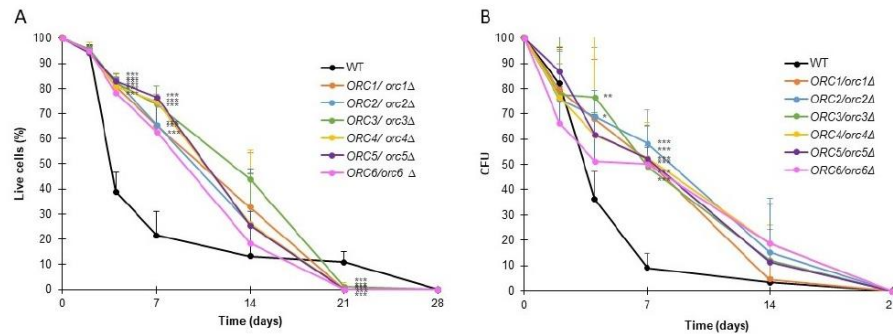 A
Live cells (%)
100
90
80
70
60
50
40
30
20
10
0
0
7
14
21
28
Time (days)
***
***
***
***
***
***
***
***
***
***
***
***
***
***
WT
ORC1/ orc1Δ
ORC2/ orc2Δ
ORC3/ orc3Δ
ORC4/ orc4Δ
ORC5/ orc5Δ
ORC6/orc6 Δ
B
CFU
100
90
80
70
60
50
40
30
20
10
0
0
7
14
2
Time (days)
**
*
***
***
***
***
***
***
WT
ORC1/orc1Δ
ORC2/orc2Δ
ORC3/orc3Δ
ORC4/orc4Δ
ORC5/orc5Δ
ORC6/orc6Δ